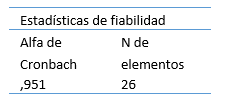 Estadísticas de fiabilidad
Alfa de N de
Cronbach elementos
,951 26